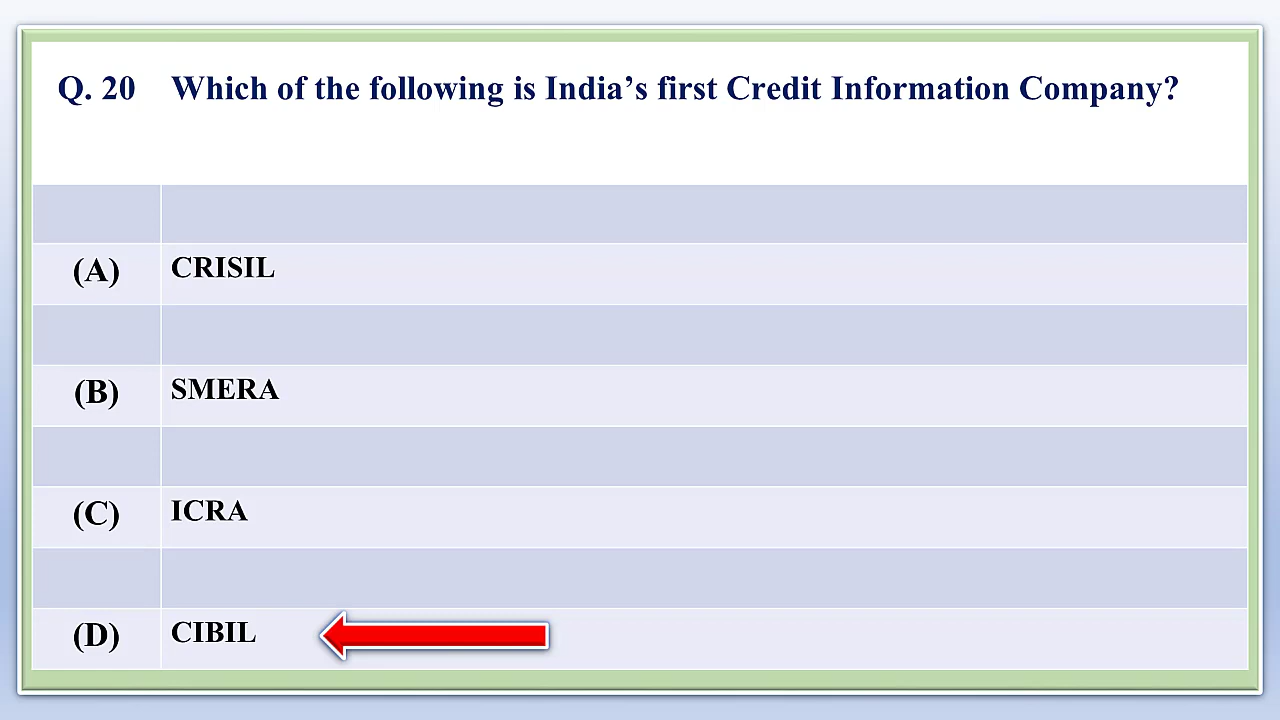 Q. 20 Which of the following is India’s first Credit Information Company?
(A) CRISIL
(B) SMERA
(C) ICRA
(D) CIBIL